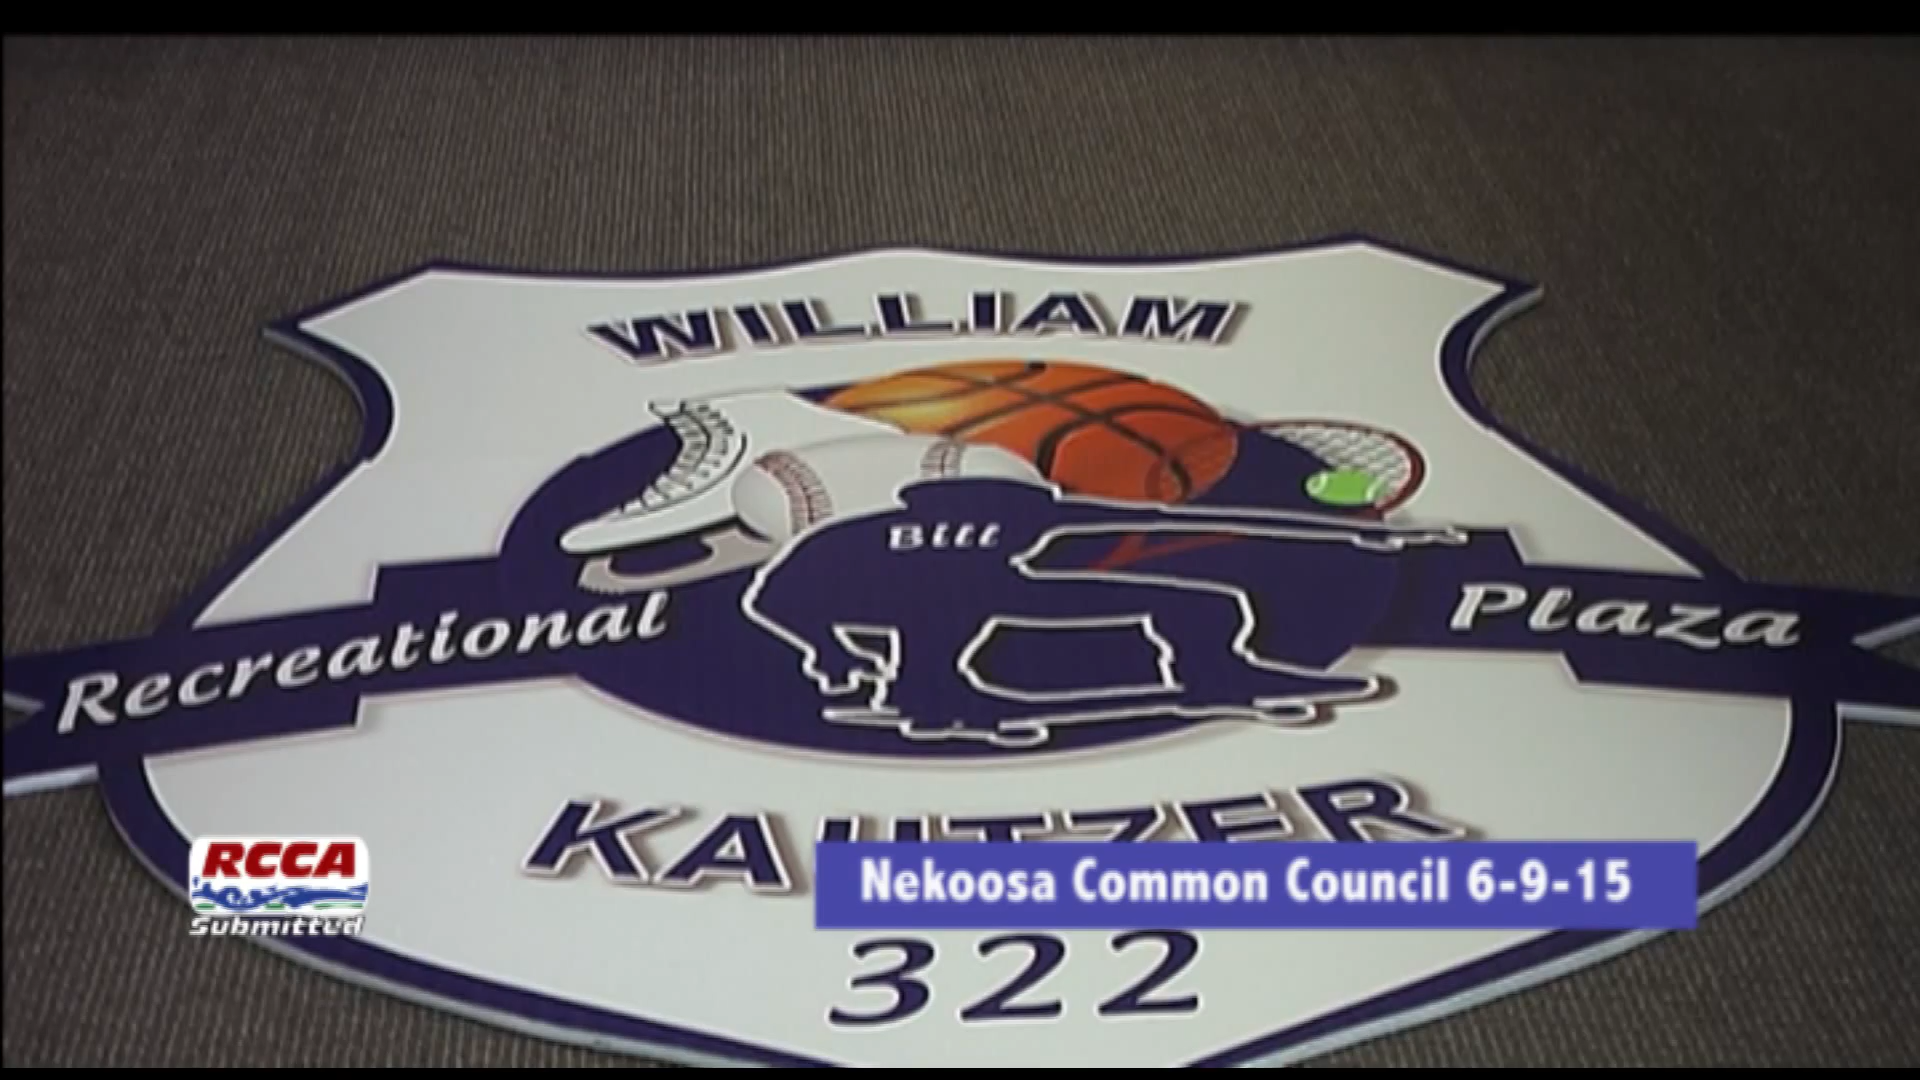 WILLIAM
Bill
Recreational Plaza
KAUTZER
322
RCCA
Submitted
Nekoosa Common Council 6-9-15